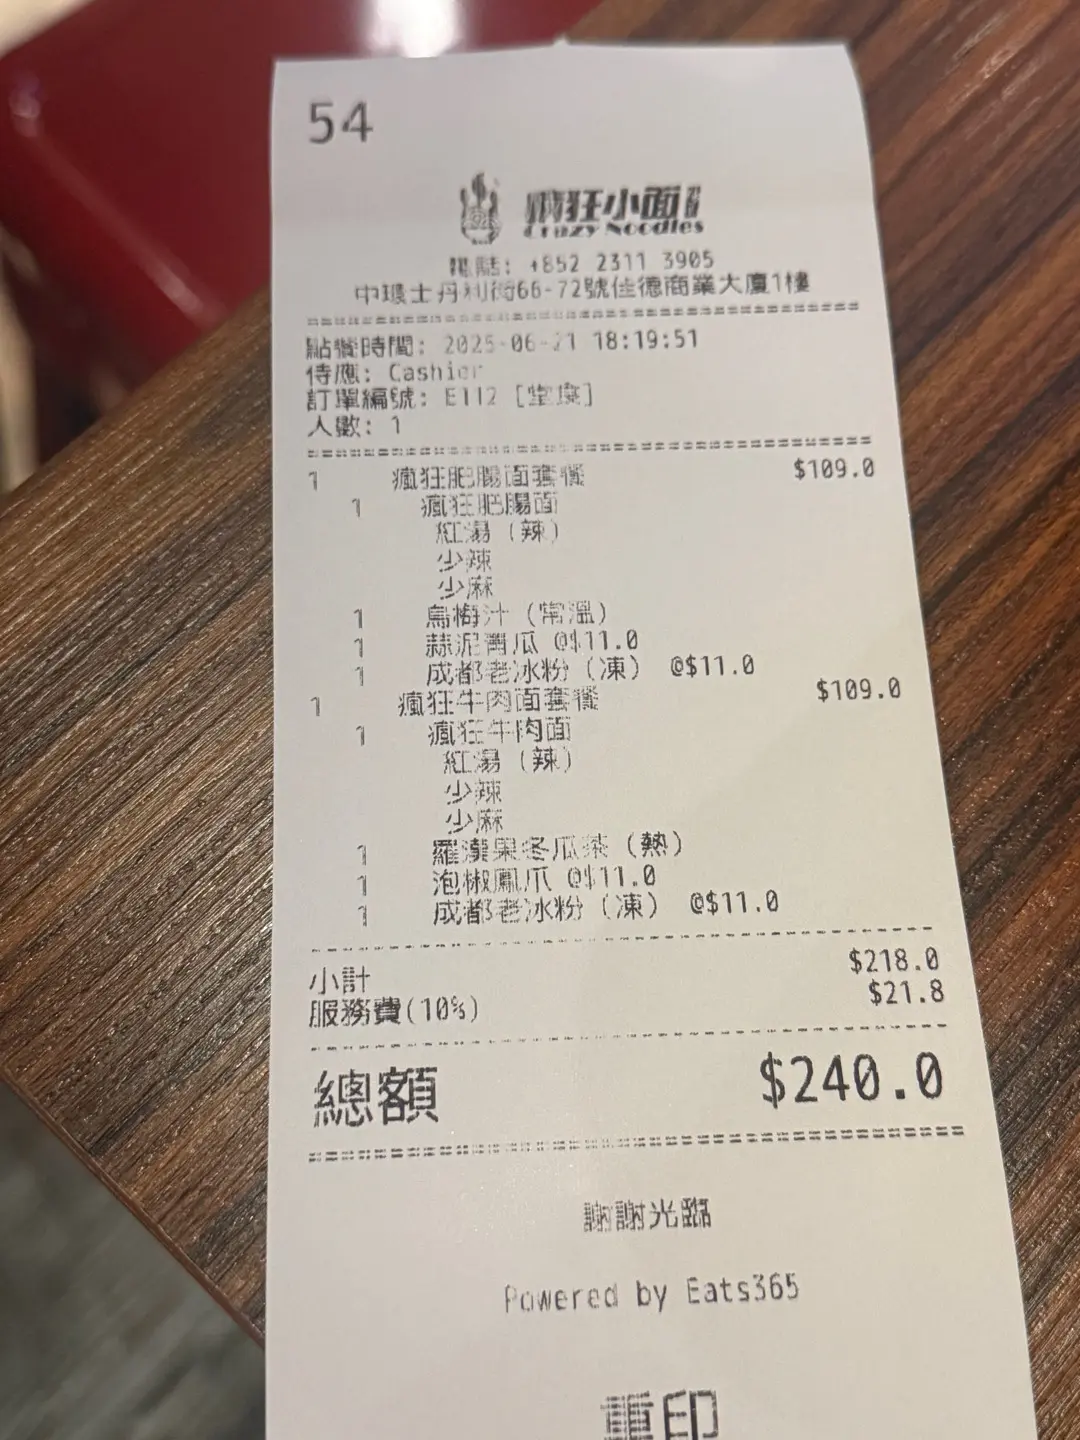 54
瘋狂小面
Crazy Noodles
電話: +852 2311 3905
中環士丹利街66-72號佳德商業大廈1樓
點餐時間: 2025-06-21 18:19:51
侍應: Cashier
訂單編號: E112 [堂食]
人數: 1
1 瘋狂肥腸面套餐 $109.0
1 瘋狂肥腸面
紅湯 (辣)
少辣
少麻
1 烏梅汁 (常溫)
1 蒜泥青瓜 @$11.0
1 成都老冰粉 (凍) @$11.0
1 瘋狂牛肉面套餐 $109.0
1 瘋狂牛肉面
紅湯 (辣)
少辣
少麻
1 羅漢果冬瓜茶 (熱)
1 泡椒鳳爪 @$11.0
1 成都老冰粉 (凍) @$11.0
小計 $218.0
服務費(10%) $21.8
總額 $240.0
謝謝光臨
Powered by Eats365
重印